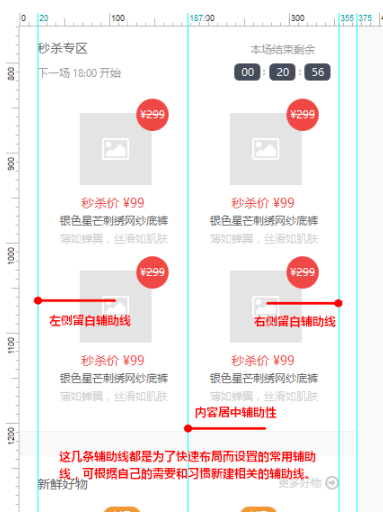 0 20 100 187:00 300 355 375
秒杀专区 本场结束剩余
下一场 18:00 开始 00 : 20 : 56
800
¥299 ¥299
900
秒杀价 ¥99 秒杀价 ¥99
银色星芒刺绣网纱底裤 银色星芒刺绣网纱底裤
薄如蝉翼，丝滑如肌肤 薄如蝉翼，丝滑如肌肤
1000
¥299 ¥299
左侧留白辅助线 右侧留白辅助线
1100
秒杀价 ¥99 秒杀价 ¥99
银色星芒刺绣网纱底裤 银色星芒刺绣网纱底裤
薄如蝉翼，丝滑如肌肤 薄如蝉翼，丝滑如肌肤
内容居中辅助性
1200
这几条辅助线都是为了快速布局而设置的常用辅助
线，可根据自己的需要和习惯新建相关的辅助线。
新鲜好物 更多好物